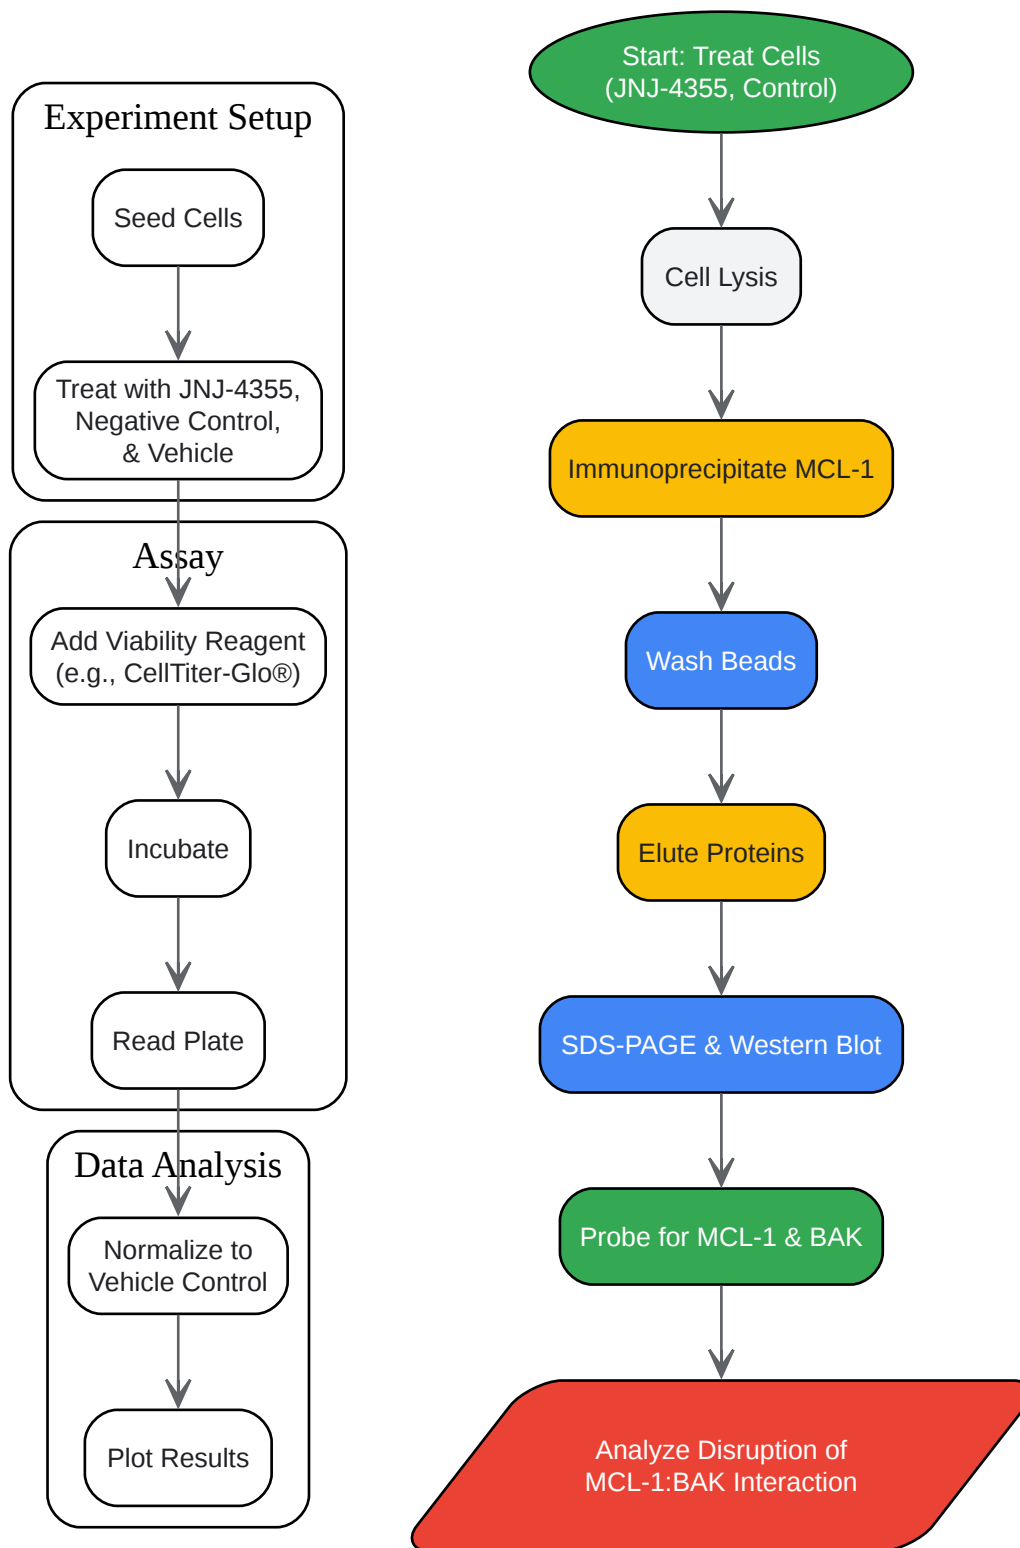 Experiment Setup
Seed Cells
Treat with JNJ-4355,
Negative Control,
& Vehicle
Assay
Add Viability Reagent
(e.g., CellTiter-Glo®)
Incubate
Read Plate
Data Analysis
Normalize to
Vehicle Control
Plot Results
Start: Treat Cells
(JNJ-4355, Control)
Cell Lysis
Immunoprecipitate MCL-1
Wash Beads
Elute Proteins
SDS-PAGE & Western Blot
Probe for MCL-1 & BAK
Analyze Disruption of
MCL-1:BAK Interaction